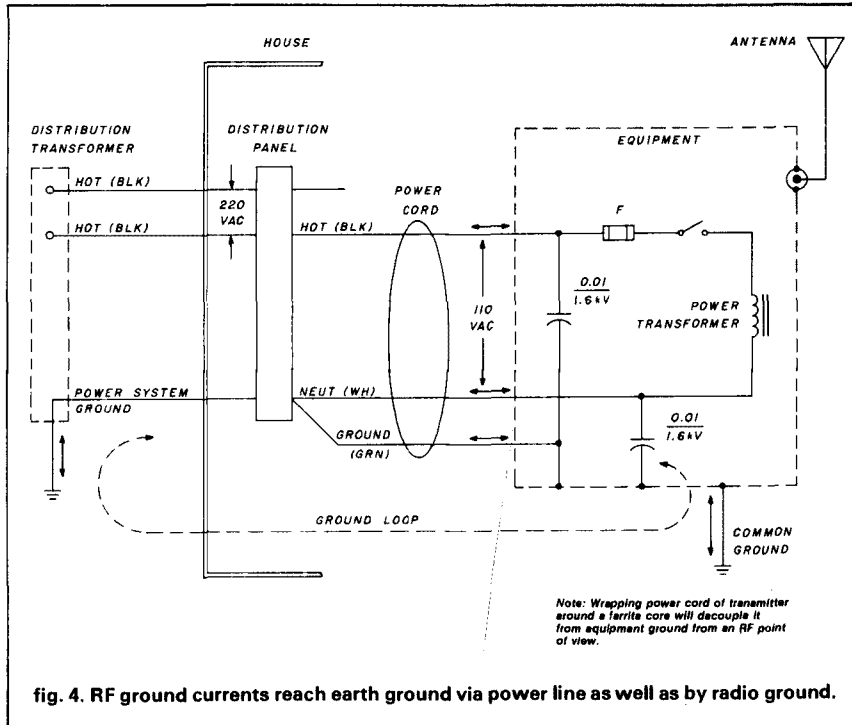 HOUSE
ANTENNA
DISTRIBUTION
TRANSFORMER
DISTRIBUTION
PANEL
EQUIPMENT
HOT (BLK)
220
VAC
POWER
CORD
F
HOT (BLK)
HOT (BLK)
0.01
1.6kV
110
VAC
POWER
TRANSFORMER
POWER SYSTEM
GROUND
NEUT (WH)
GROUND
(GRN)
0.01
1.6kV
GROUND LOOP
COMMON
GROUND
Note: Wrapping power cord of transmitter
around a ferrite core will decouple it
from equipment ground from an RF point
of view.
fig. 4. RF ground currents reach earth ground via power line as well as by radio ground.